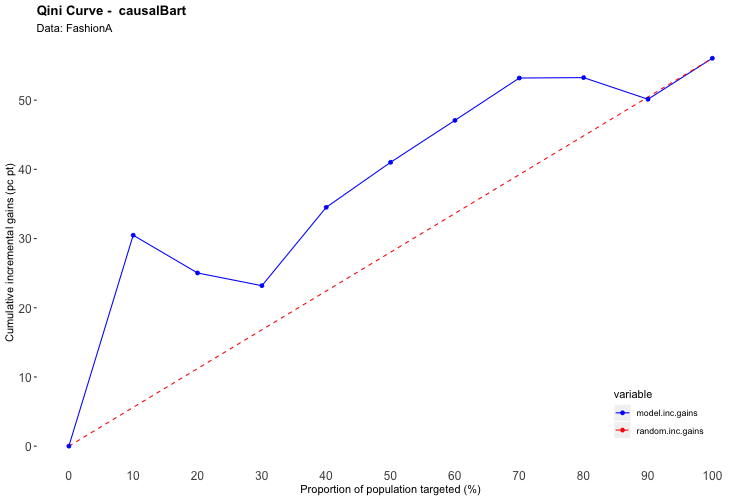 Qini Curve -  causalBart
Data: FashionA
Cumulative incremental gains (pc pt)
50
40
30
20
10
0
variable
model.inc.gains
random.inc.gains
0 10 20 30 40 50 60 70 80 90 100
Proportion of population targeted (%)